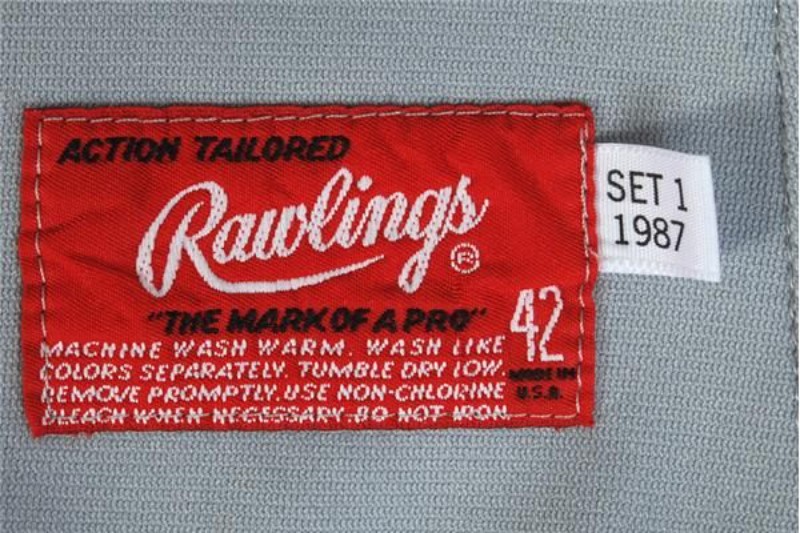 ACTION TAILORED
Rawlings ®
"THE MARK OF A PRO"
42
MACHINE WASH WARM. WASH LIKE
COLORS SEPARATELY. TUMBLE DRY LOW.
REMOVE PROMPTLY. USE NON-CHLORINE
BLEACH WHEN NECESSARY. DO NOT IRON.
MADE IN
U.S.A.
SET 1
1987